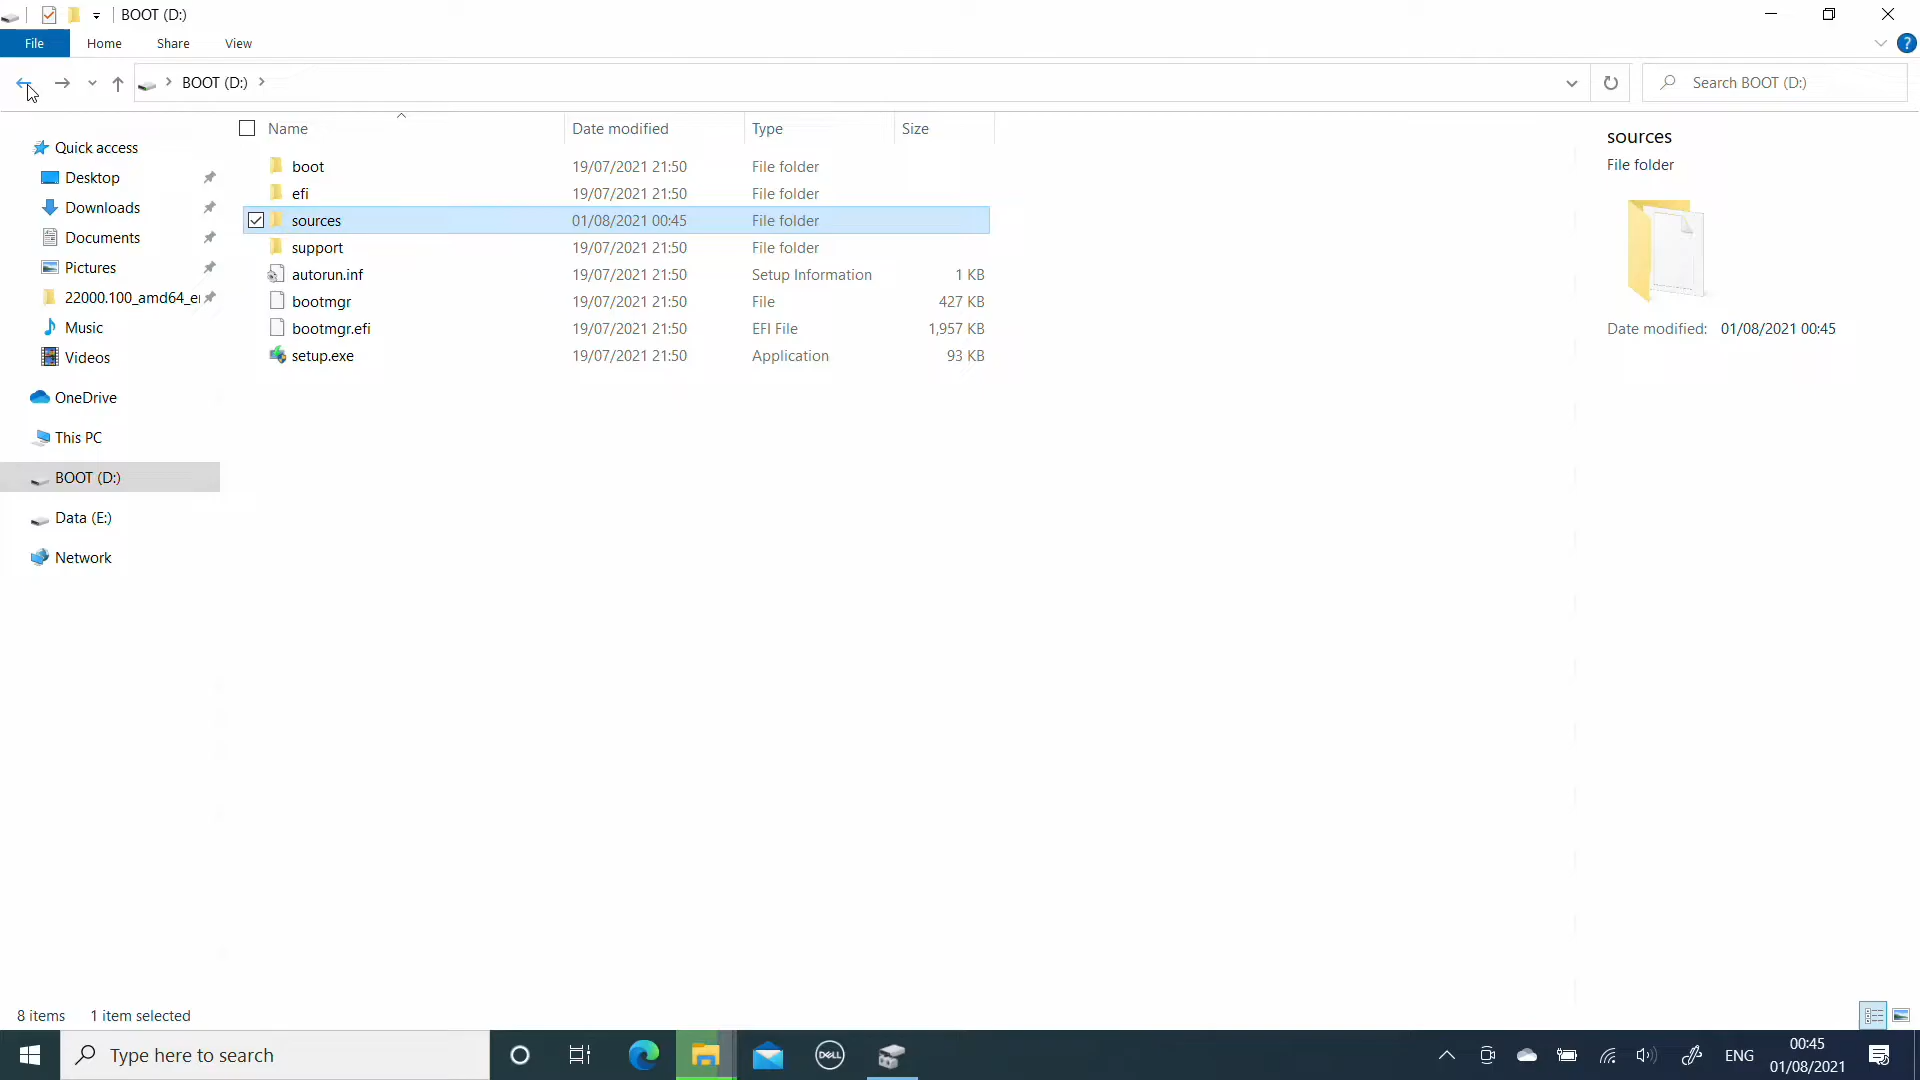 BOOT (D:)
File Home Share View
BOOT (D:)
Search BOOT (D:)
Name Date modified Type Size
boot 19/07/2021 21:50 File folder
efi 19/07/2021 21:50 File folder
sources 01/08/2021 00:45 File folder
support 19/07/2021 21:50 File folder
autorun.inf 19/07/2021 21:50 Setup Information 1 KB
bootmgr 19/07/2021 21:50 File 427 KB
bootmgr.efi 19/07/2021 21:50 EFI File 1,957 KB
setup.exe 19/07/2021 21:50 Application 93 KB
Quick access
Desktop
Downloads
Documents
Pictures
22000.100_amd64_e
Music
Videos
OneDrive
This PC
BOOT (D:)
Data (E:)
Network
sources
File folder
Date modified: 01/08/2021 00:45
8 items 1 item selected
Type here to search
DELL
ENG
00:45
01/08/2021